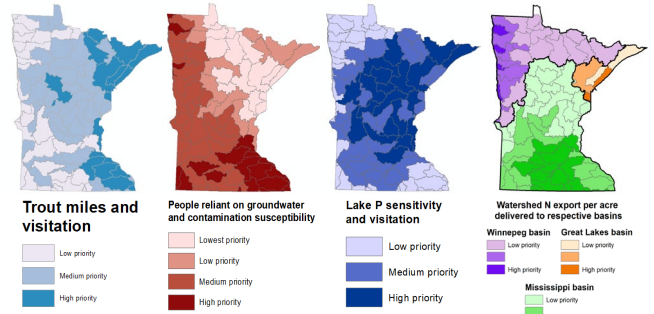 Trout miles and
visitation
Low priority
Medium priority
High priority
People reliant on groundwater
and contamination susceptibility
Lowest priority
Low priority
Medium priority
High priority
Lake P sensitivity
and visitation
Low priority
Medium priority
High priority
Watershed N export per acre
delivered to respective basins
Winnepeg basin
Low priority
High priority
Great Lakes basin
Low priority
High priority
Mississippi basin
Low priority